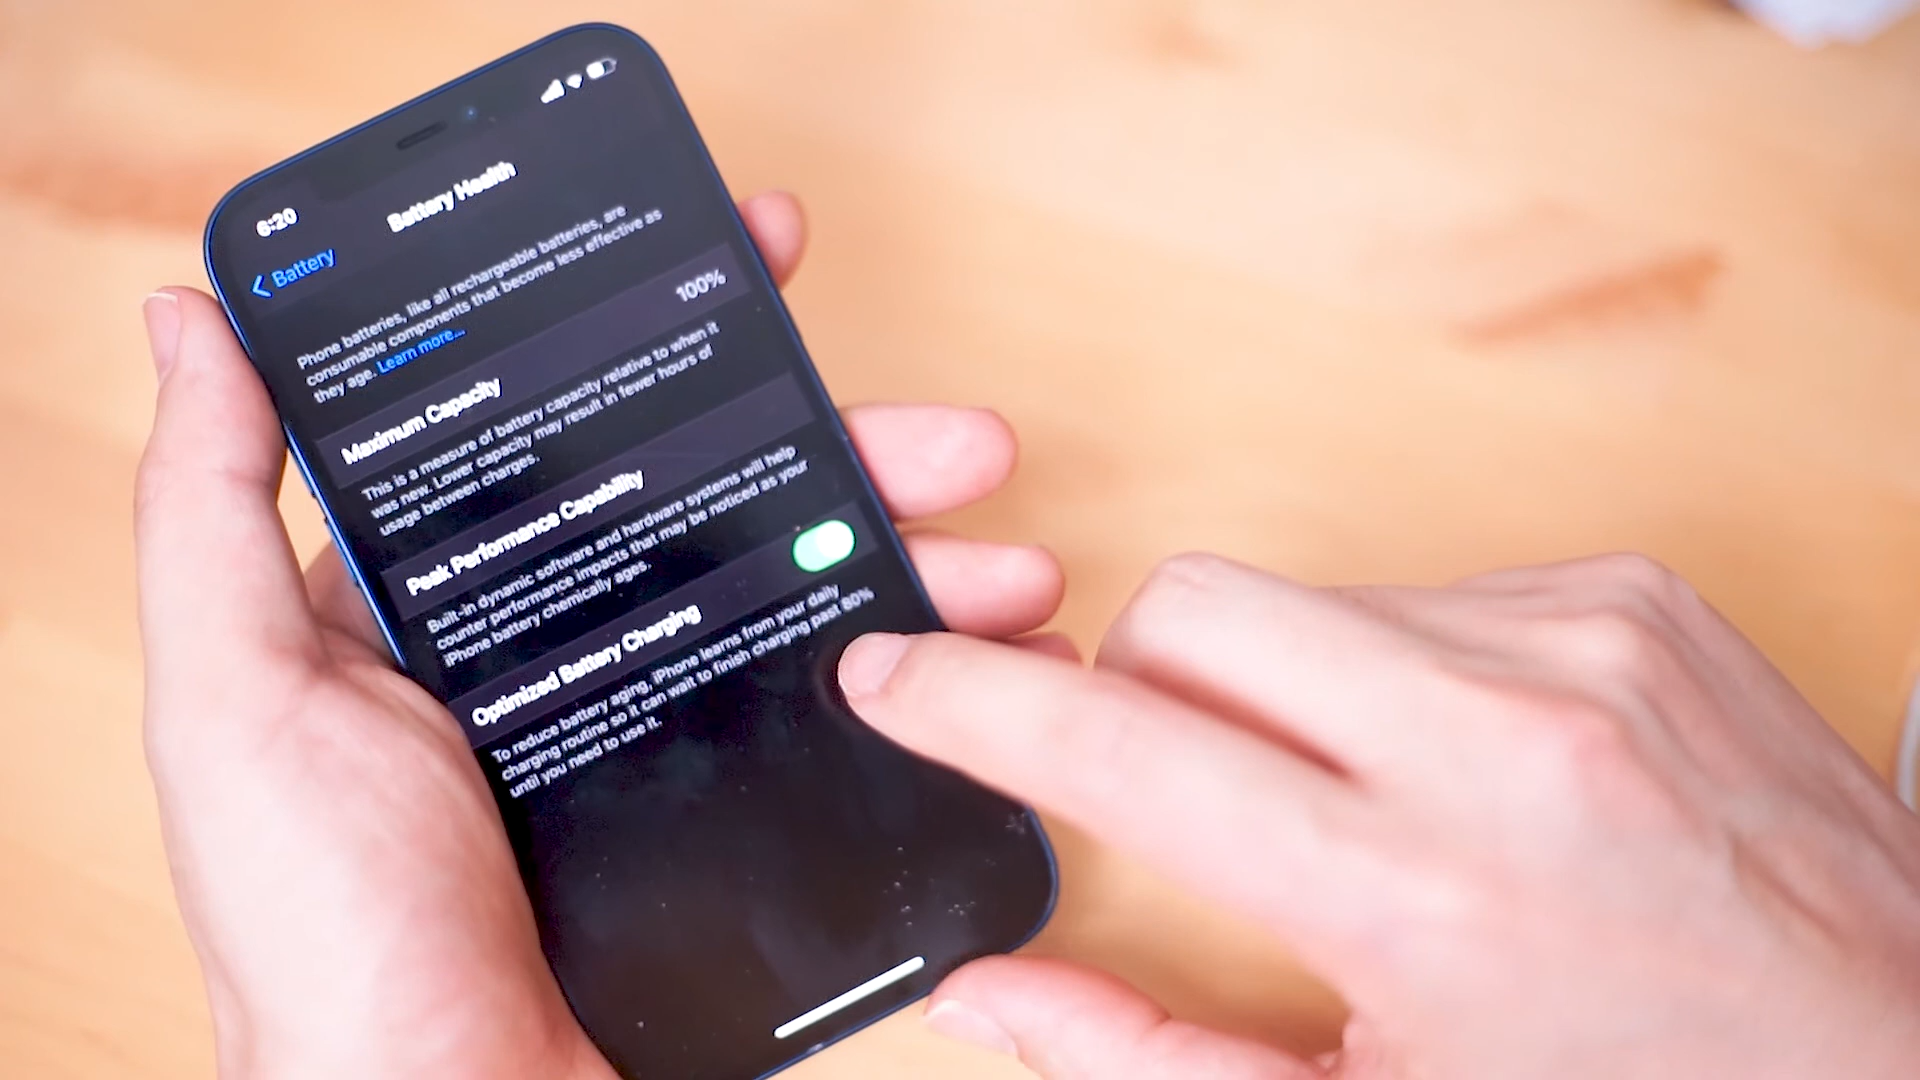 6:20
Battery
Battery Health
Phone batteries, like all rechargeable batteries, are
consumable components that become less effective as
they age. Learn more...
Maximum Capacity 100%
This is a measure of battery capacity relative to when it
was new. Lower capacity may result in fewer hours of
usage between charges.
Peak Performance Capability
Built-in dynamic software and hardware systems will help
counter performance impacts that may be noticed as your
iPhone battery chemically ages.
Optimized Battery Charging
To reduce battery aging, iPhone learns from your daily
charging routine so it can wait to finish charging past 80%
until you need to use it.